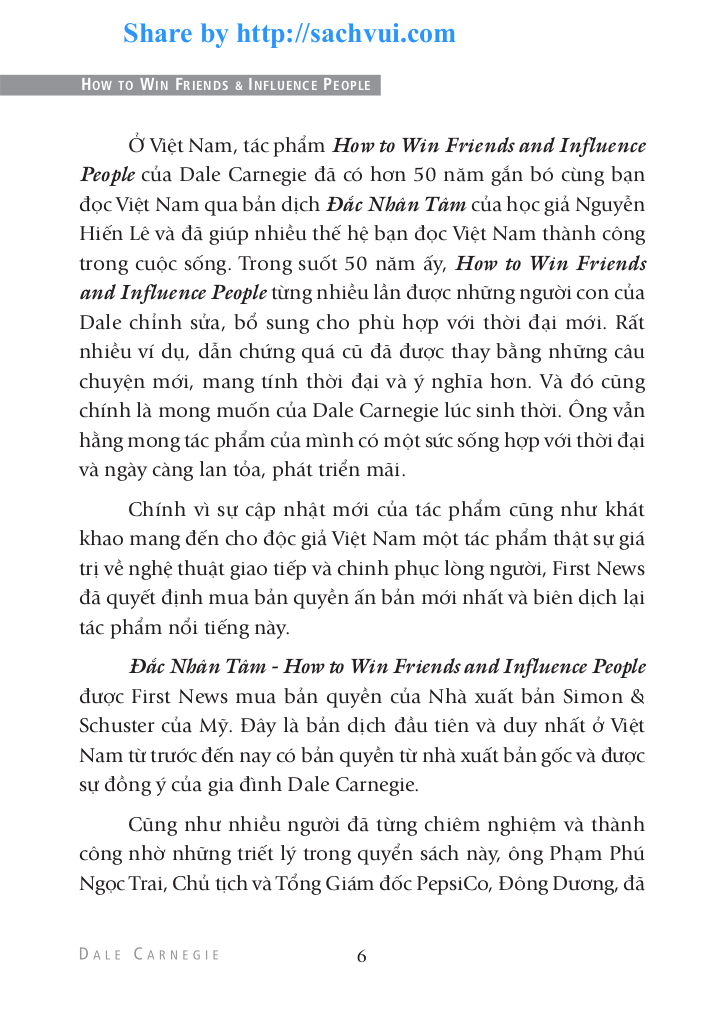 Share by http://sachvui.com
HOW TO WIN FRIENDS & INFLUENCE PEOPLE
Ở Việt Nam, tác phẩm How to Win Friends and Influence
People của Dale Carnegie đã có hơn 50 năm gắn bó cùng bạn
đọc Việt Nam qua bản dịch Đắc Nhân Tâm của học giả Nguyễn
Hiến Lê và đã giúp nhiều thế hệ bạn đọc Việt Nam thành công
trong cuộc sống. Trong suốt 50 năm ấy, How to Win Friends
and Influence People từng nhiều lần được những người con của
Dale chỉnh sửa, bổ sung cho phù hợp với thời đại mới. Rất
nhiều ví dụ, dẫn chứng quá cũ đã được thay bằng những câu
chuyện mới, mang tính thời đại và ý nghĩa hơn. Và đó cũng
chính là mong muốn của Dale Carnegie lúc sinh thời. Ông vẫn
hằng mong tác phẩm của mình có một sức sống hợp với thời đại
và ngày càng lan tỏa, phát triển mãi.
Chính vì sự cập nhật mới của tác phẩm cũng như khát
khao mang đến cho độc giả Việt Nam một tác phẩm thật sự giá
trị về nghệ thuật giao tiếp và chinh phục lòng người, First News
đã quyết định mua bản quyền ấn bản mới nhất và biên dịch lại
tác phẩm nổi tiếng này.
Đắc Nhân Tâm - How to Win Friends and Influence People
được First News mua bản quyền của Nhà xuất bản Simon &
Schuster của Mỹ. Đây là bản dịch đầu tiên và duy nhất ở Việt
Nam từ trước đến nay có bản quyền từ nhà xuất bản gốc và được
sự đồng ý của gia đình Dale Carnegie.
Cũng như nhiều người đã từng chiêm nghiệm và thành
công nhờ những triết lý trong quyển sách này, ông Phạm Phú
Ngọc Trai, Chủ tịch và Tổng Giám đốc PepsiCo, Đông Dương, đã
DALE CARNEGIE
6